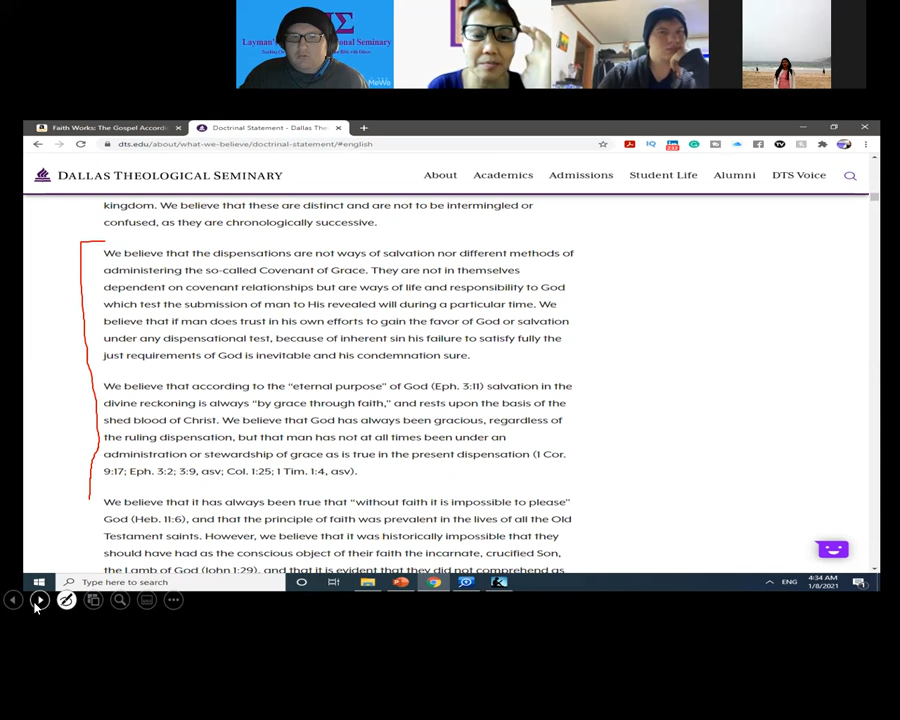 Layman's
onal Seminary
MeWe
Faith Works: The Gospel Accordi
Doctrinal Statement - Dallas The
dts.edu/about/what-we-believe/doctrinal-statement/#english
DALLAS THEOLOGICAL SEMINARY
About Academics Admissions Student Life Alumni DTS Voice
kingdom. We believe that these are distinct and are not to be intermingled or
confused, as they are chronologically successive.
We believe that the dispensations are not ways of salvation nor different methods of
administering the so-called Covenant of Grace. They are not in themselves
dependent on covenant relationships but are ways of life and responsibility to God
which test the submission of man to His revealed will during a particular time. We
believe that if man does trust in his own efforts to gain the favor of God or salvation
under any dispensational test, because of inherent sin his failure to satisfy fully the
just requirements of God is inevitable and his condemnation sure.
We believe that according to the “eternal purpose” of God (Eph. 3:11) salvation in the
divine reckoning is always “by grace through faith,” and rests upon the basis of the
shed blood of Christ. We believe that God has always been gracious, regardless of
the ruling dispensation, but that man has not at all times been under an
administration or stewardship of grace as is true in the present dispensation (1 Cor.
9:17; Eph. 3:2; 3:9, asv; Col. 1:25; 1 Tim. 1:4, asv).
We believe that it has always been true that “without faith it is impossible to please”
God (Heb. 11:6), and that the principle of faith was prevalent in the lives of all the Old
Testament saints. However, we believe that it was historically impossible that they
should have had as the conscious object of their faith the incarnate, crucified Son,
the Lamb of God (John 1:29), and that it is evident that they did not comprehend as
Type here to search
ENG
4:34 AM
1/8/2021